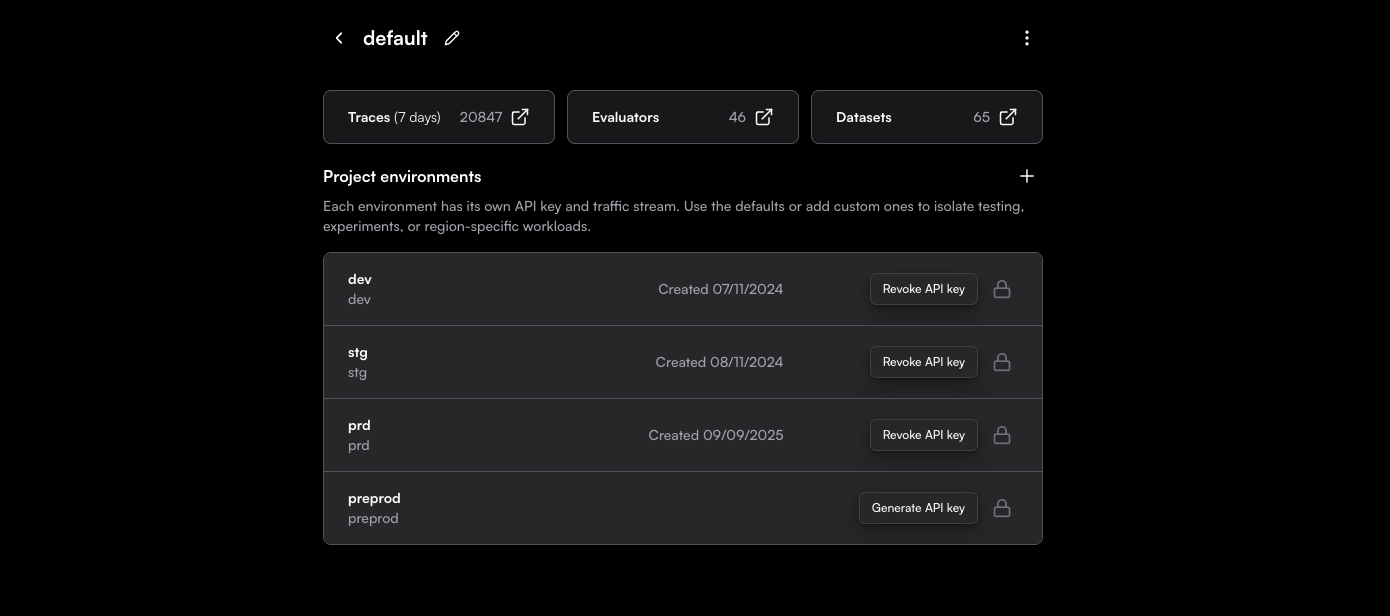 default
Traces (7 days) 20847
Evaluators 46
Datasets 65
Project environments
Each environment has its own API key and traffic stream. Use the defaults or add custom ones to isolate testing,
experiments, or region-specific workloads.
dev
dev
Created 07/11/2024
Revoke API key
stg
stg
Created 08/11/2024
Revoke API key
prd
prd
Created 09/09/2025
Revoke API key
preprod
preprod
Generate API key